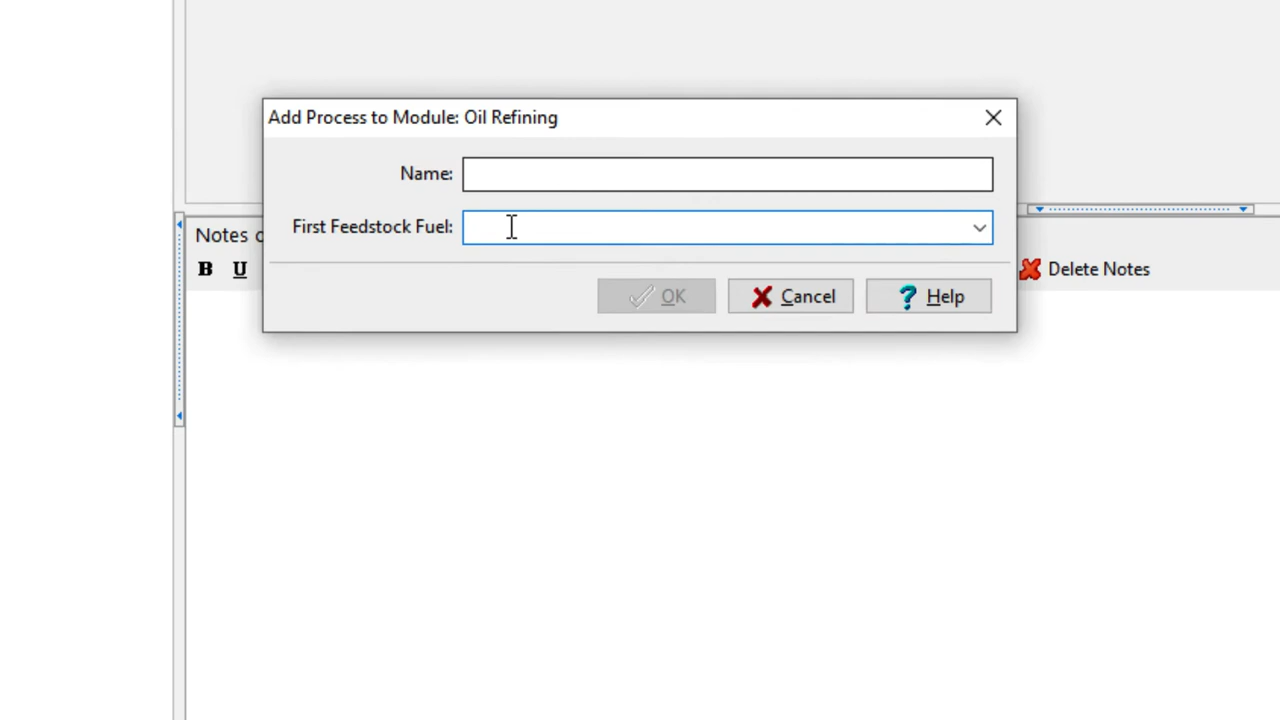 Add Process to Module: Oil Refining
Name:
First Feedstock Fuel:
OK Cancel ? Help
Notes
B U Delete Notes